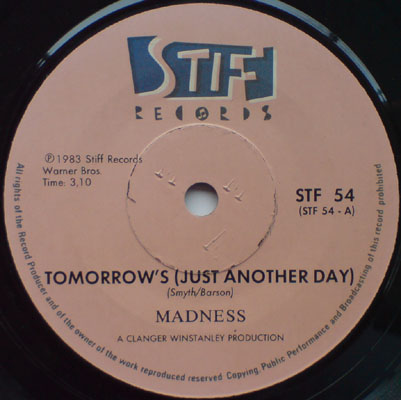 STIFF
RECORDS
℗ 1983 Stiff Records
Warner Bros.
Time: 3,10
STF 54
(STF 54 - A)
TOMORROW'S (JUST ANOTHER DAY)
(Smyth/Barson)
MADNESS
A CLANGER WINSTANLEY PRODUCTION
All rights of the Record Producer and of the owner of the work reproduced reserved Copying, Public Performance and Broadcasting of this record prohibited